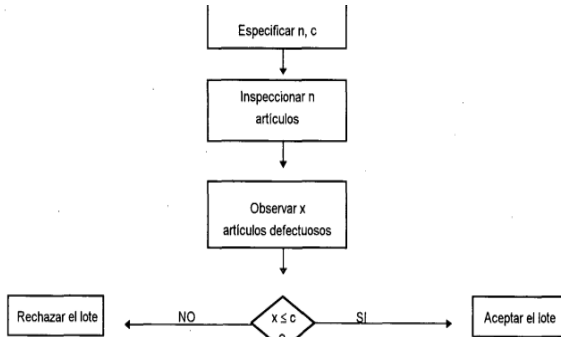 Especificar n, c
Inspeccionar n
artículos
Observar x
artículos defectuosos
Rechazar el lote
NO
x ≤ c
SI
Aceptar el lote